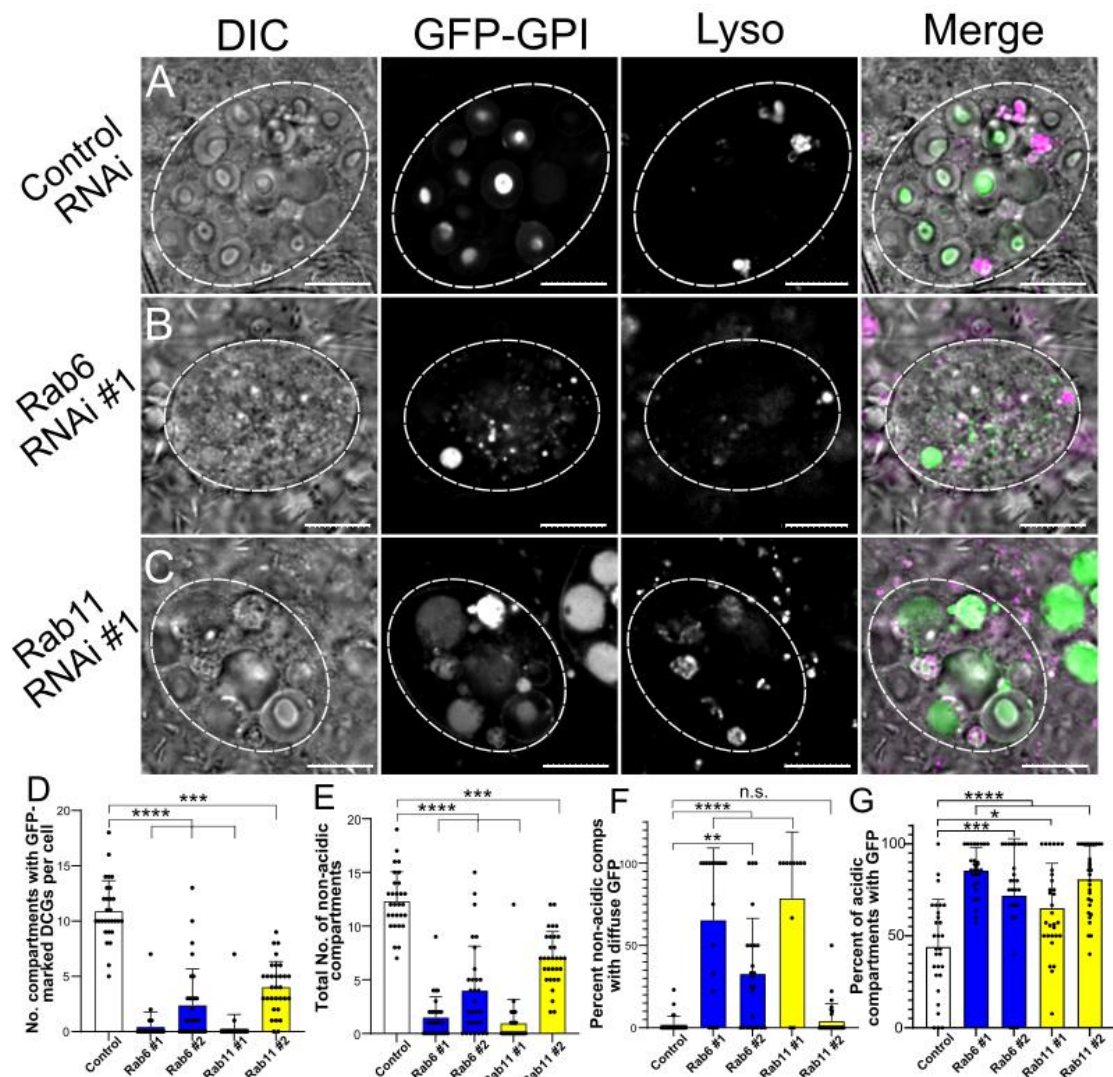 DIC GFP-GPI Lyso Merge
A
Control
RNAi
B
Rab6
RNAi #1
C
Rab11
RNAi #1
D
No. compartments with GFP-
marked DCGs per cell
20
15
10
5
0
***
****
Control Rab6 #1 Rab6 #2 Rab11 #1 Rab11 #2
E
Total No. of non-acidic
compartments
20
15
10
5
0
***
****
Control Rab6 #1 Rab6 #2 Rab11 #1 Rab11 #2
F
Percent non-acidic comps
with diffuse GFP
100
50
0
n.s.
****
**
Control Rab6 #1 Rab6 #2 Rab11 #1 Rab11 #2
G
Percent of acidic
compartments with GFP
100
50
0
****
*
***
Control Rab6 #1 Rab6 #2 Rab11 #1 Rab11 #2